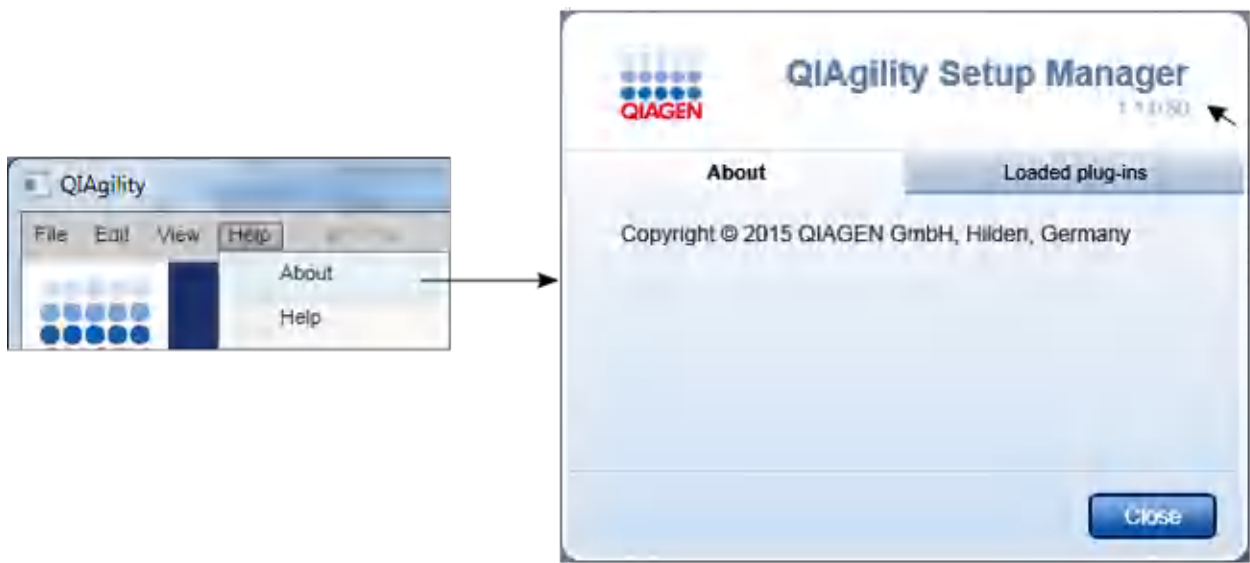 QIAgility
File Edit View Help
About
Help
QIAGEN
QIAgility Setup Manager
About Loaded plug-ins
Copyright © 2015 QIAGEN GmbH, Hilden, Germany
Close